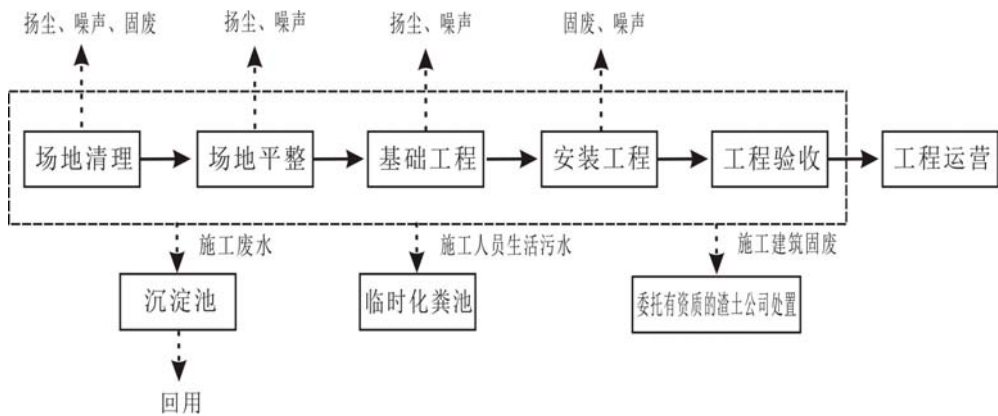 扬尘、噪声、固废
扬尘、噪声
扬尘、噪声
固废、噪声
场地清理
场地平整
基础工程
安装工程
工程验收
工程运营
施工废水
施工人员生活污水
施工建筑固废
沉淀池
临时化粪池
委托有资质的渣土公司处置
回用